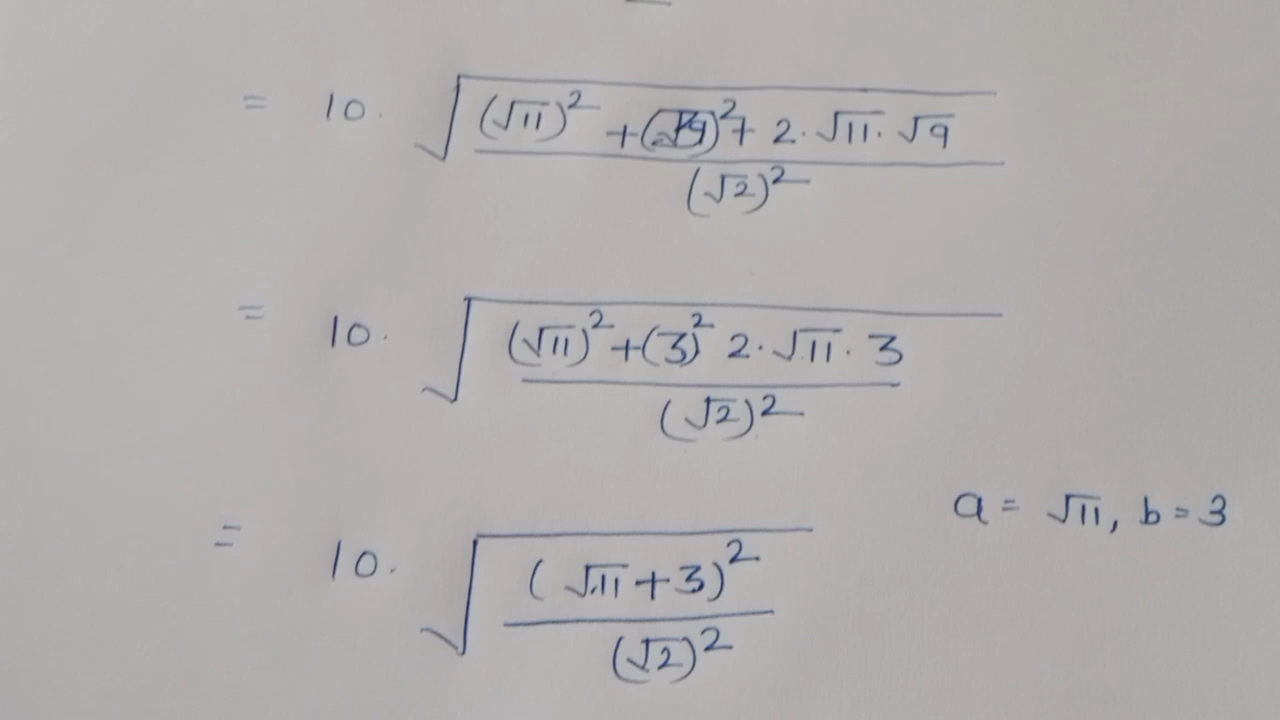 = 10. √((√11)² + (√9)² + 2·√11·√9 / (√2)²)
= 10. √((√11)² + (3)² 2·√11·3 / (√2)²)
a = √11, b = 3
= 10. √((√11 + 3)² / (√2)²)